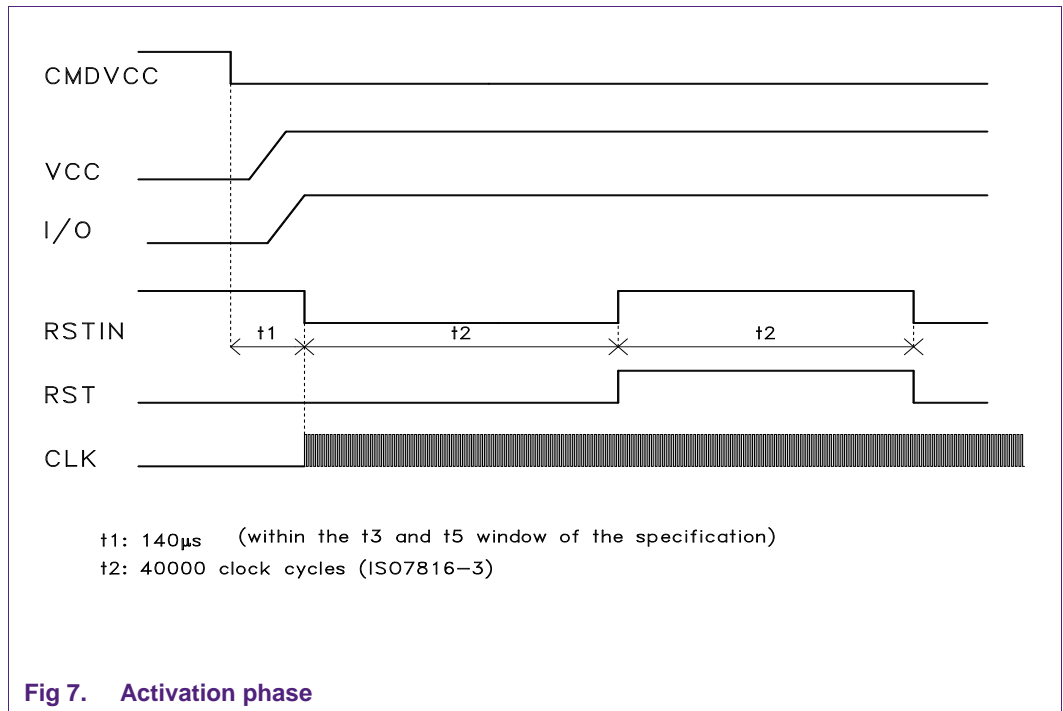 CMDVCC
VCC
I/O
RSTIN
t1 t2 t2
RST
CLK
t1: 140µs (within the t3 and t5 window of the specification)
t2: 40000 clock cycles (ISO7816-3)
Fig 7. Activation phase